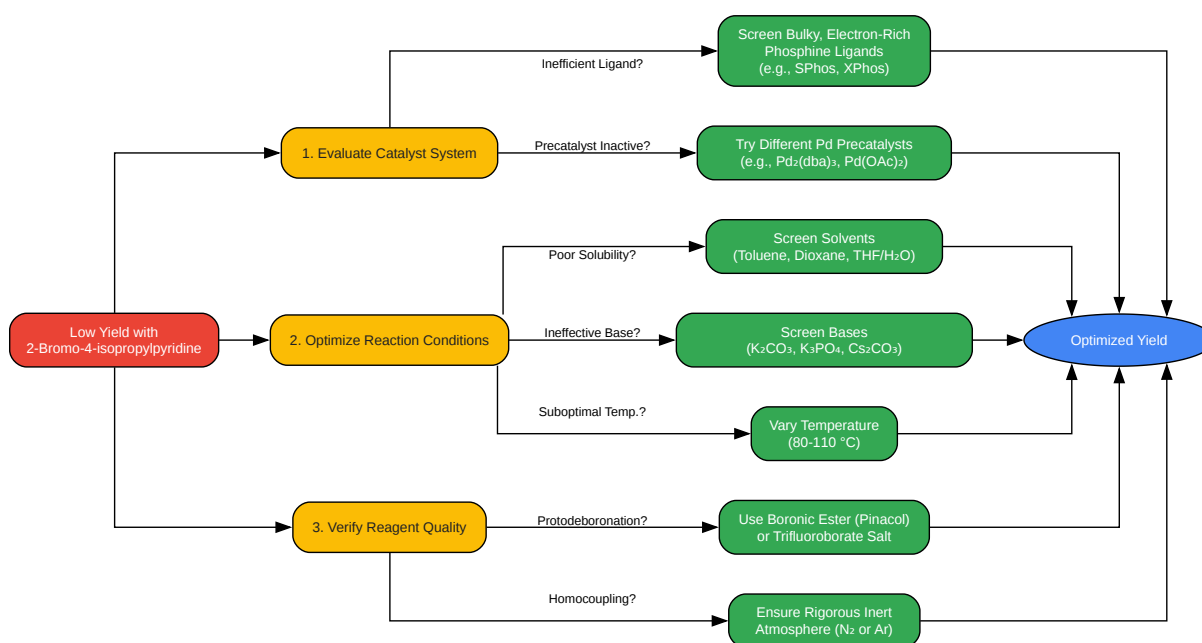 Screen Bulky, Electron-Rich
Phosphine Ligands
(e.g., SPhos, XPhos)
Inefficient Ligand?
1. Evaluate Catalyst System
Precatalyst Inactive?
Try Different Pd Precatalysts
(e.g., Pd₂(dba)₃, Pd(OAc)₂)
Poor Solubility?
Screen Solvents
(Toluene, Dioxane, THF/H₂O)
Low Yield with
2-Bromo-4-isopropylpyridine
2. Optimize Reaction Conditions
Ineffective Base?
Screen Bases
(K₂CO₃, K₃PO₄, Cs₂CO₃)
Optimized Yield
Suboptimal Temp.?
Vary Temperature
(80-110 °C)
3. Verify Reagent Quality
Protodeboronation?
Use Boronic Ester (Pinacol)
or Trifluoroborate Salt
Homocoupling?
Ensure Rigorous Inert
Atmosphere (N₂ or Ar)